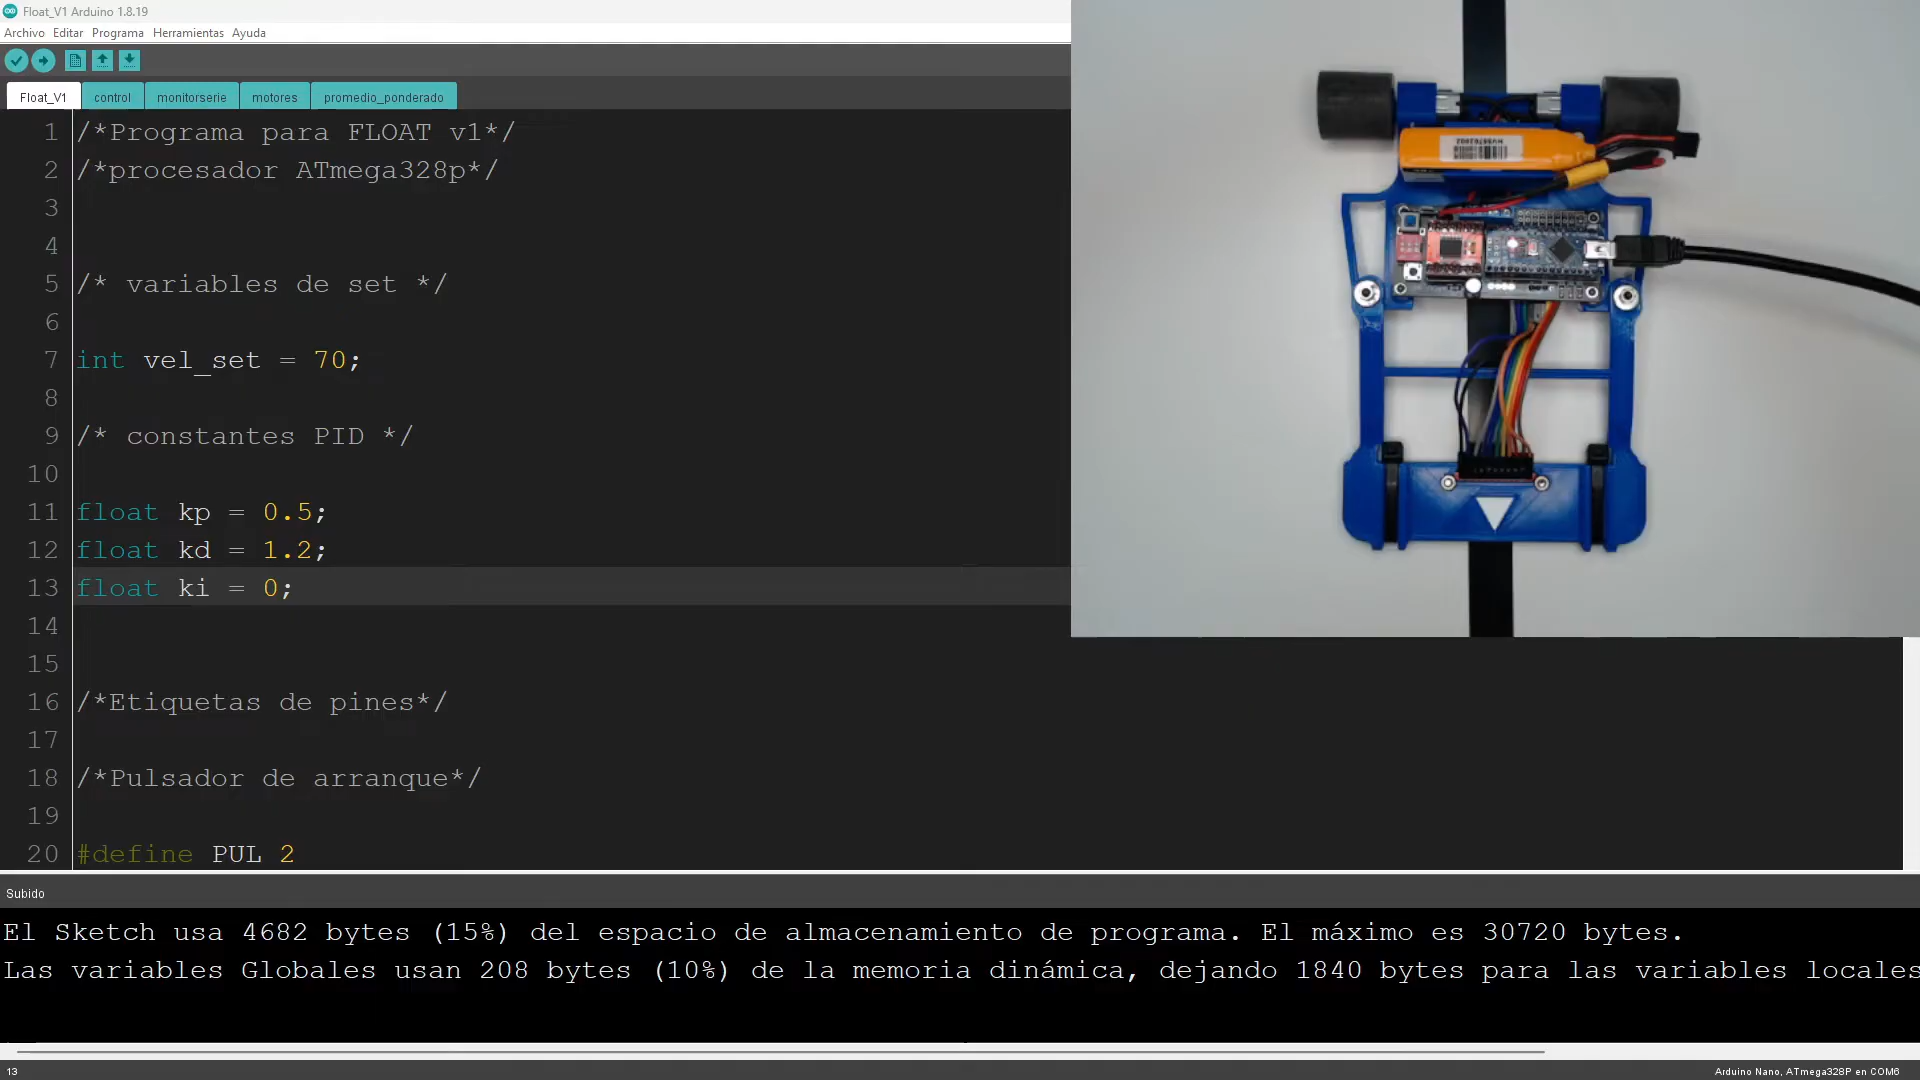 Float_V1 Arduino 1.8.19
Archivo Editar Programa Herramientas Ayuda
Float_V1 control monitorserie motores promedio_ponderado
1 /*Programa para FLOAT v1*/
2 /*procesador ATmega328p*/
3
4
5 /* variables de set */
6
7 int vel_set = 70;
8
9 /* constantes PID */
10
11 float kp = 0.5;
12 float kd = 1.2;
13 float ki = 0;
14
15
16 /*Etiquetas de pines*/
17
18 /*Pulsador de arranque*/
19
20 #define PUL 2
Subido
El Sketch usa 4682 bytes (15%) del espacio de almacenamiento de programa. El máximo es 30720 bytes.
Las variables Globales usan 208 bytes (10%) de la memoria dinámica, dejando 1840 bytes para las variables locales
13
Arduino Nano, ATmega328P en COM6